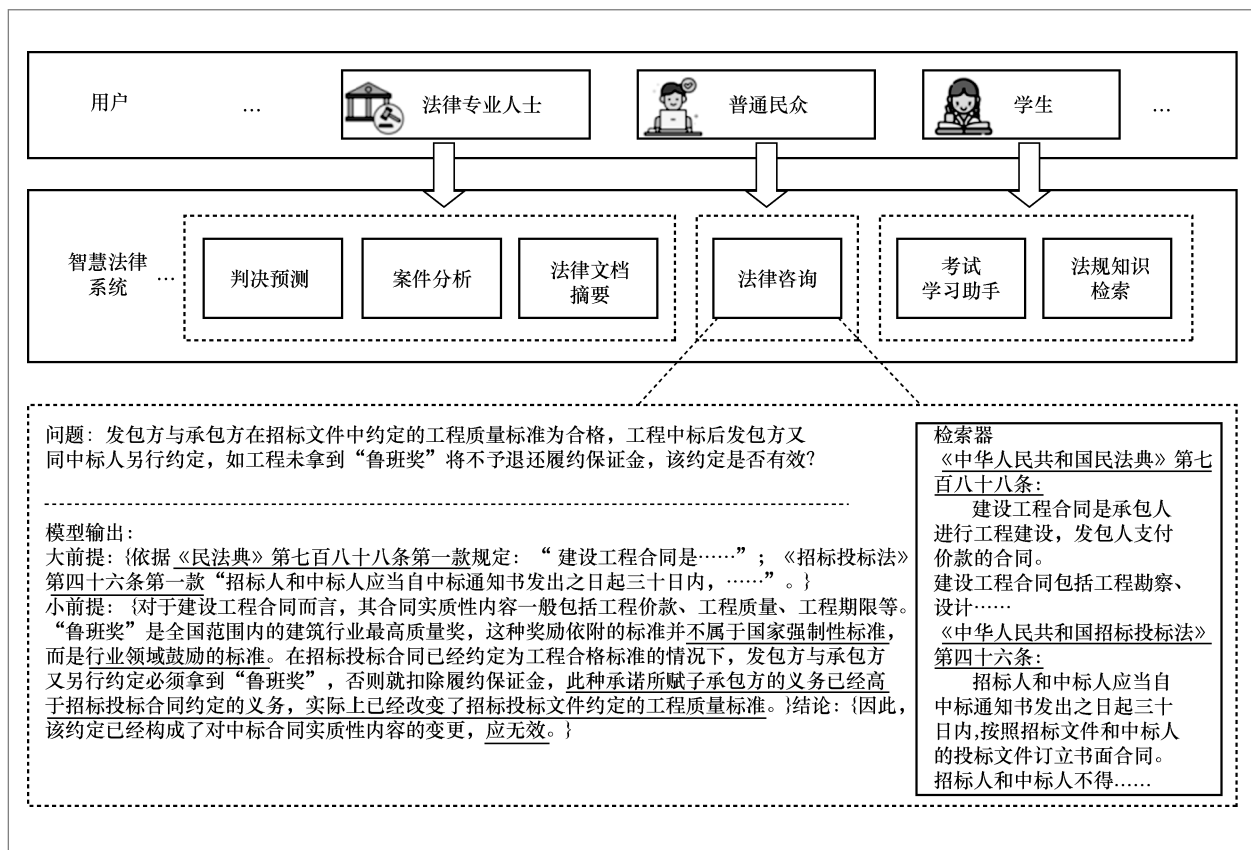 用户
…
法律专业人士
普通民众
学生
…
智慧法律
系统
…
判决预测
案件分析
法律文档
摘要
法律咨询
考试
学习助手
法规知识
检索
问题：发包方与承包方在招标文件中约定的工程质量标准为合格，工程中标后发包方又
同中标人另行约定，如工程未拿到“鲁班奖”将不予退还履约保证金，该约定是否有效？
模型输出：
大前提：{依据《民法典》第七百八十八条第一款规定：“ 建设工程合同是……”；《招标投标法》
第四十六条第一款“招标人和中标人应当自中标通知书发出之日起三十日内，……”。}
小前提：{对于建设工程合同而言，其合同实质性内容一般包括工程价款、工程质量、工程期限等。
“鲁班奖”是全国范围内的建筑行业最高质量奖，这种奖励依附的标准并不属于国家强制性标准，
而是行业领域鼓励的标准。在招标投标合同已经约定为工程合格标准的情况下，发包方与承包方
又另行约定必须拿到“鲁班奖”，否则就扣除履约保证金，此种承诺所赋予承包方的义务已经高
于招标投标合同约定的义务，实际上已经改变了招标投标文件约定的工程质量标准。}结论：{因此，
该约定已经构成了对中标合同实质性内容的变更，应无效。}
检索器
《中华人民共和国民法典》第七
百八十八条：
建设工程合同是承包人
进行工程建设，发包人支付
价款的合同。
建设工程合同包括工程勘察、
设计……
《中华人民共和国招标投标法》
第四十六条：
招标人和中标人应当自
中标通知书发出之日起三十
日内,按照招标文件和中标人
的投标文件订立书面合同。
招标人和中标人不得……